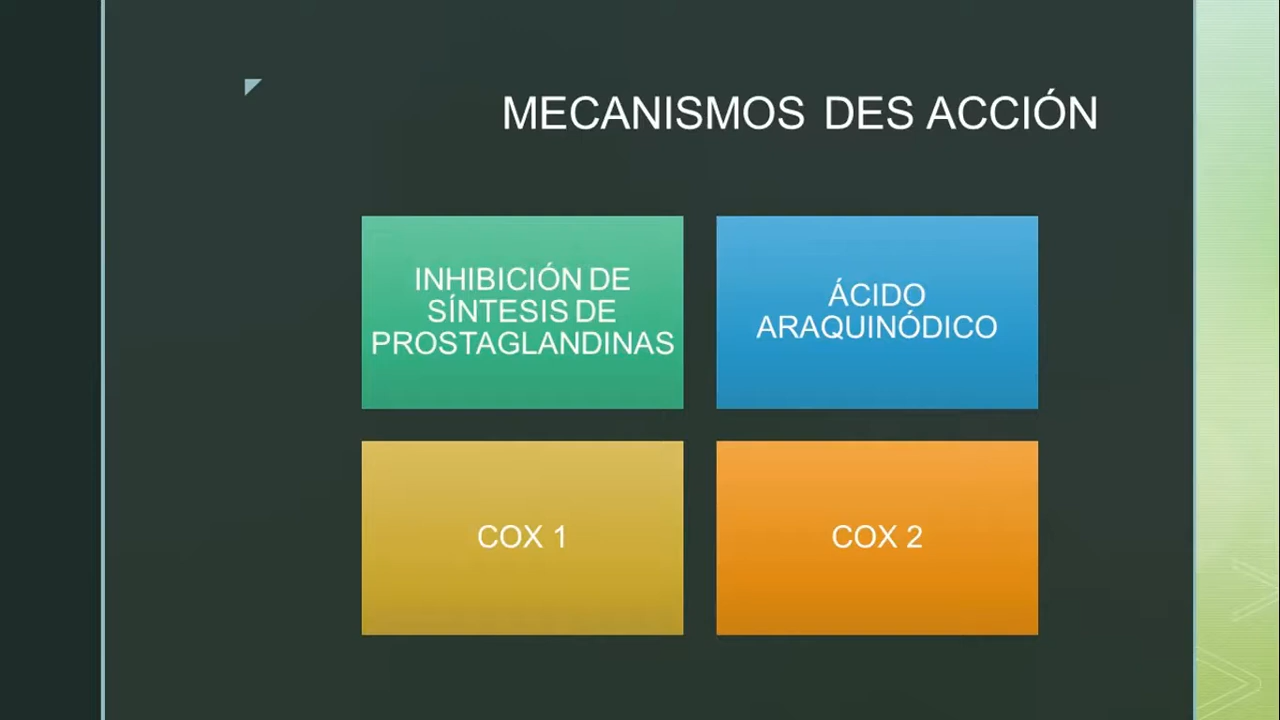 MECANISMOS DES ACCIÓN
INHIBICIÓN DE
SÍNTESIS DE
PROSTAGLANDINAS
ÁCIDO
ARAQUINÓDICO
COX 1
COX 2